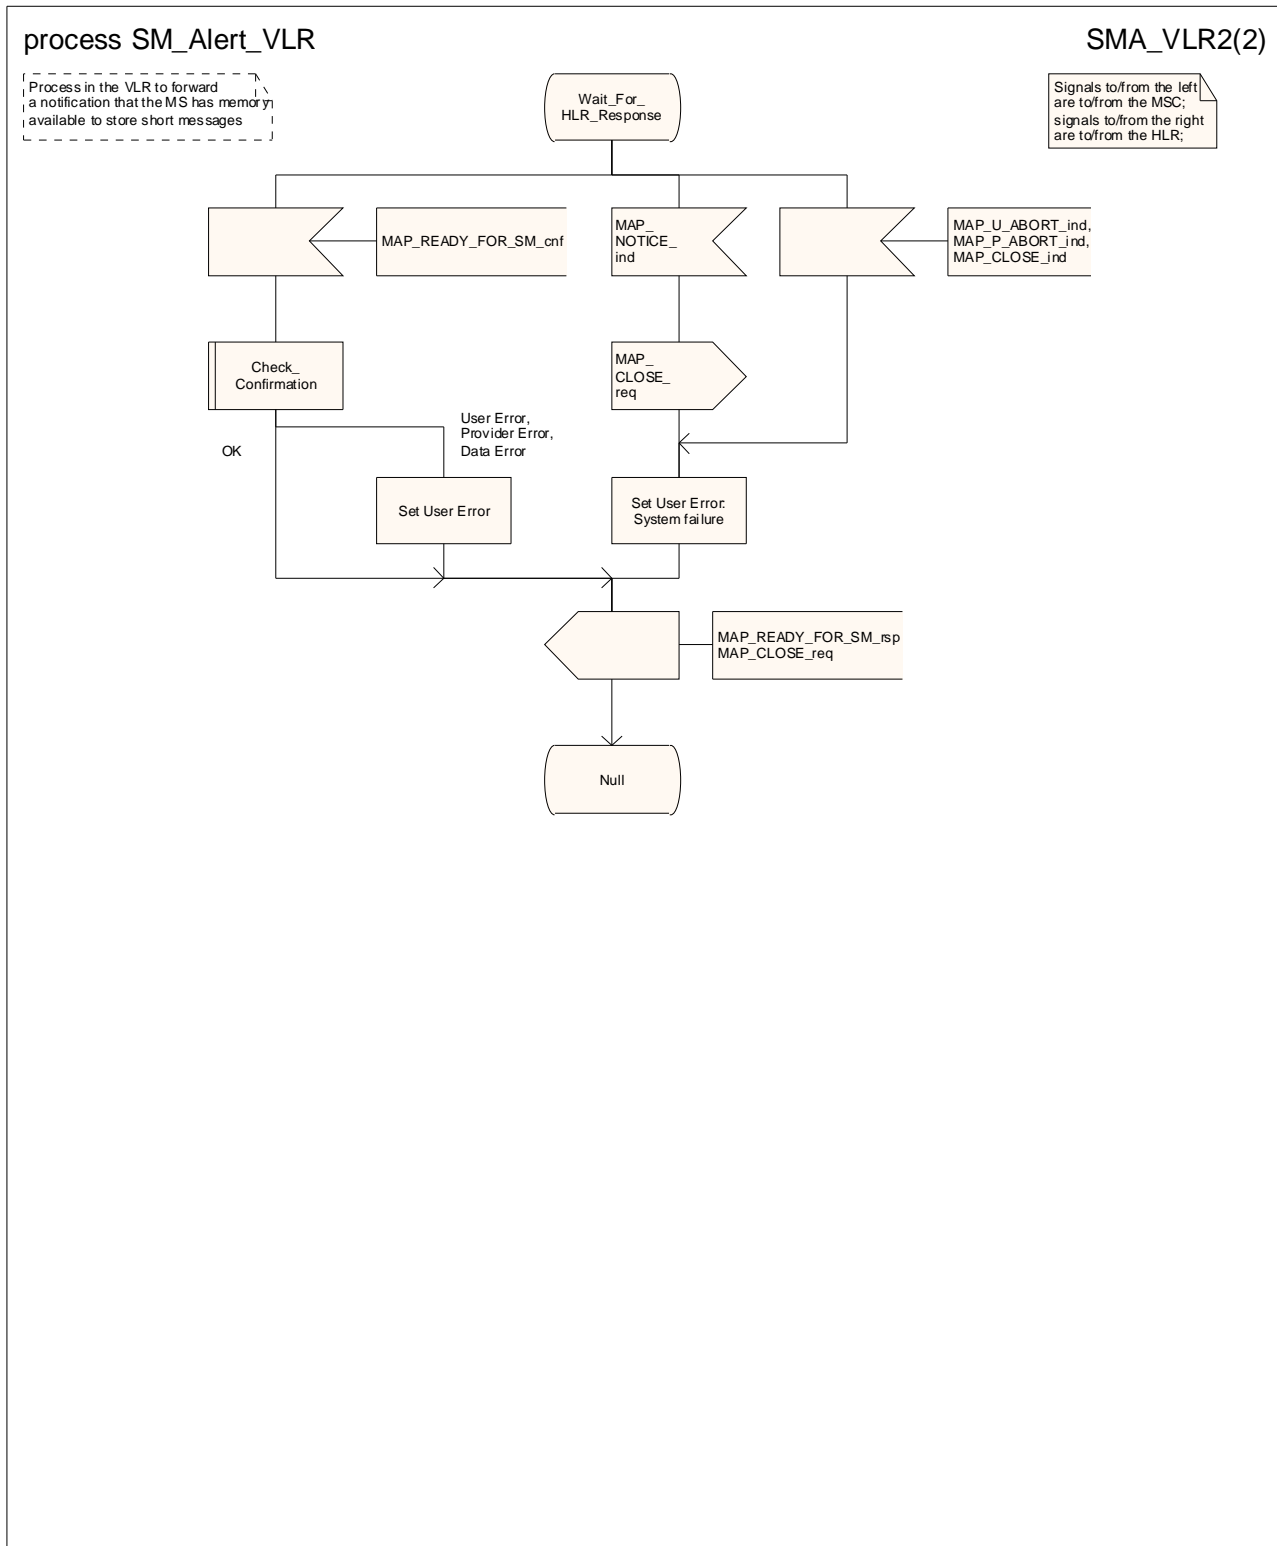 process SM_Alert_VLR
SMA_VLR2(2)
Process in the VLR to forward
a notification that the MS has memory
available to store short messages
Wait_For_
HLR_Response
Signals to/from the left
are to/from the MSC;
signals to/from the right
are to/from the HLR;
MAP_READY_FOR_SM_cnf
MAP_
NOTICE_
ind
MAP_U_ABORT_ind,
MAP_P_ABORT_ind,
MAP_CLOSE_ind
Check_
Confirmation
MAP_
CLOSE_
req
OK
User Error,
Provider Error,
Data Error
Set User Error
Set User Error:
System failure
MAP_READY_FOR_SM_rsp
MAP_CLOSE_req
Null